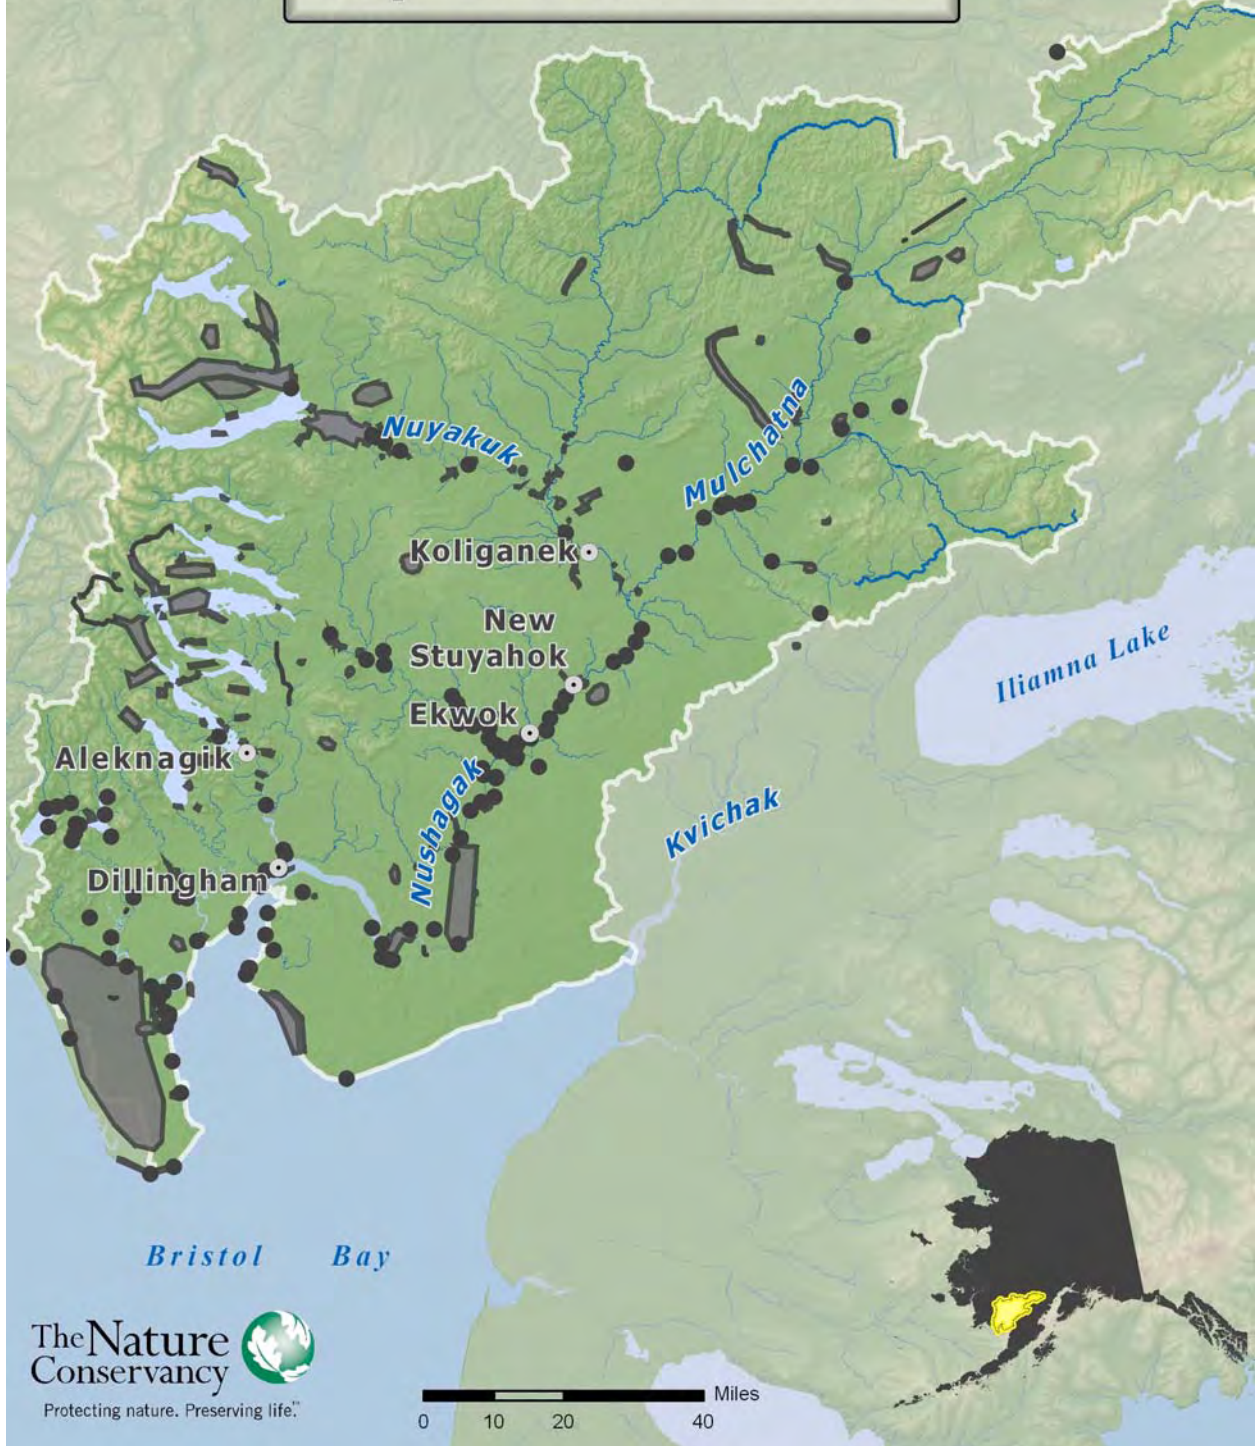 Nuyakuk
Mulchatna
Koliganek
New
Stuyahok
Iliamna Lake
Ekwok
Aleknagik
Nushagak
Kvichak
Dillingham
Bristol Bay
The Nature
Conservancy
Protecting nature. Preserving life.™
Miles
0 10 20 40